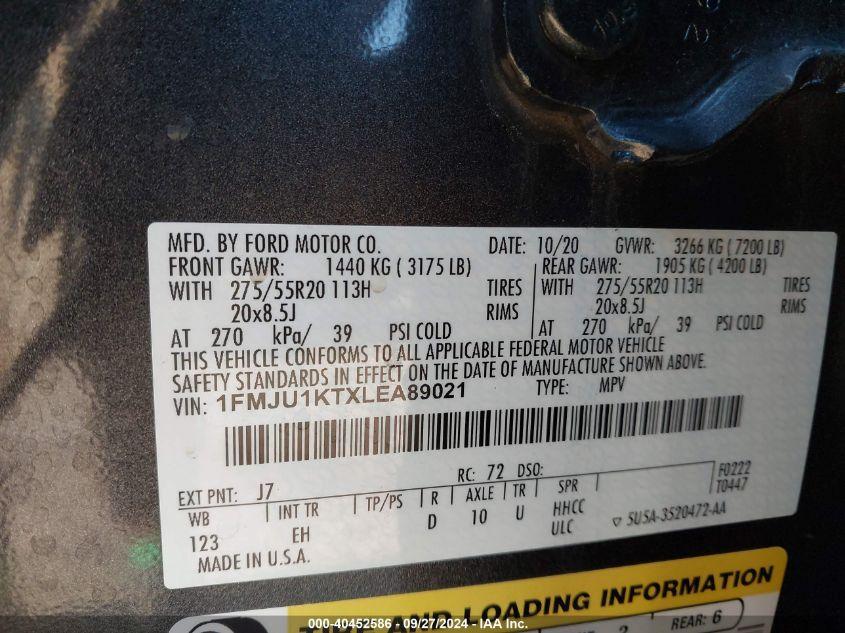 MFD. BY FORD MOTOR CO. DATE: 10/20 GVWR: 3266 KG ( 7200 LB)
FRONT GAWR: 1440 KG ( 3175 LB) REAR GAWR: 1905 KG ( 4200 LB)
WITH 275/55R20 113H TIRES WITH 275/55R20 113H TIRES
20x8.5J RIMS 20x8.5J RIMS
AT 270 kPa/ 39 PSI COLD AT 270 kPa/ 39 PSI COLD
THIS VEHICLE CONFORMS TO ALL APPLICABLE FEDERAL MOTOR VEHICLE
SAFETY STANDARDS IN EFFECT ON THE DATE OF MANUFACTURE SHOWN ABOVE.
VIN: 1FMJU1KTXLEA89021 TYPE: MPV
RC: 72 DSO:
EXT PNT: J7 F0222
T0447
WB INT TR TP/PS R AXLE TR SPR
123 EH D 10 U HHCC
ULC ▽ 5U5A-3520472-AA
MADE IN U.S.A.
TIRE AND LOADING INFORMATION
REAR: 6
000-40452586 - 09/27/2024 - IAA Inc.